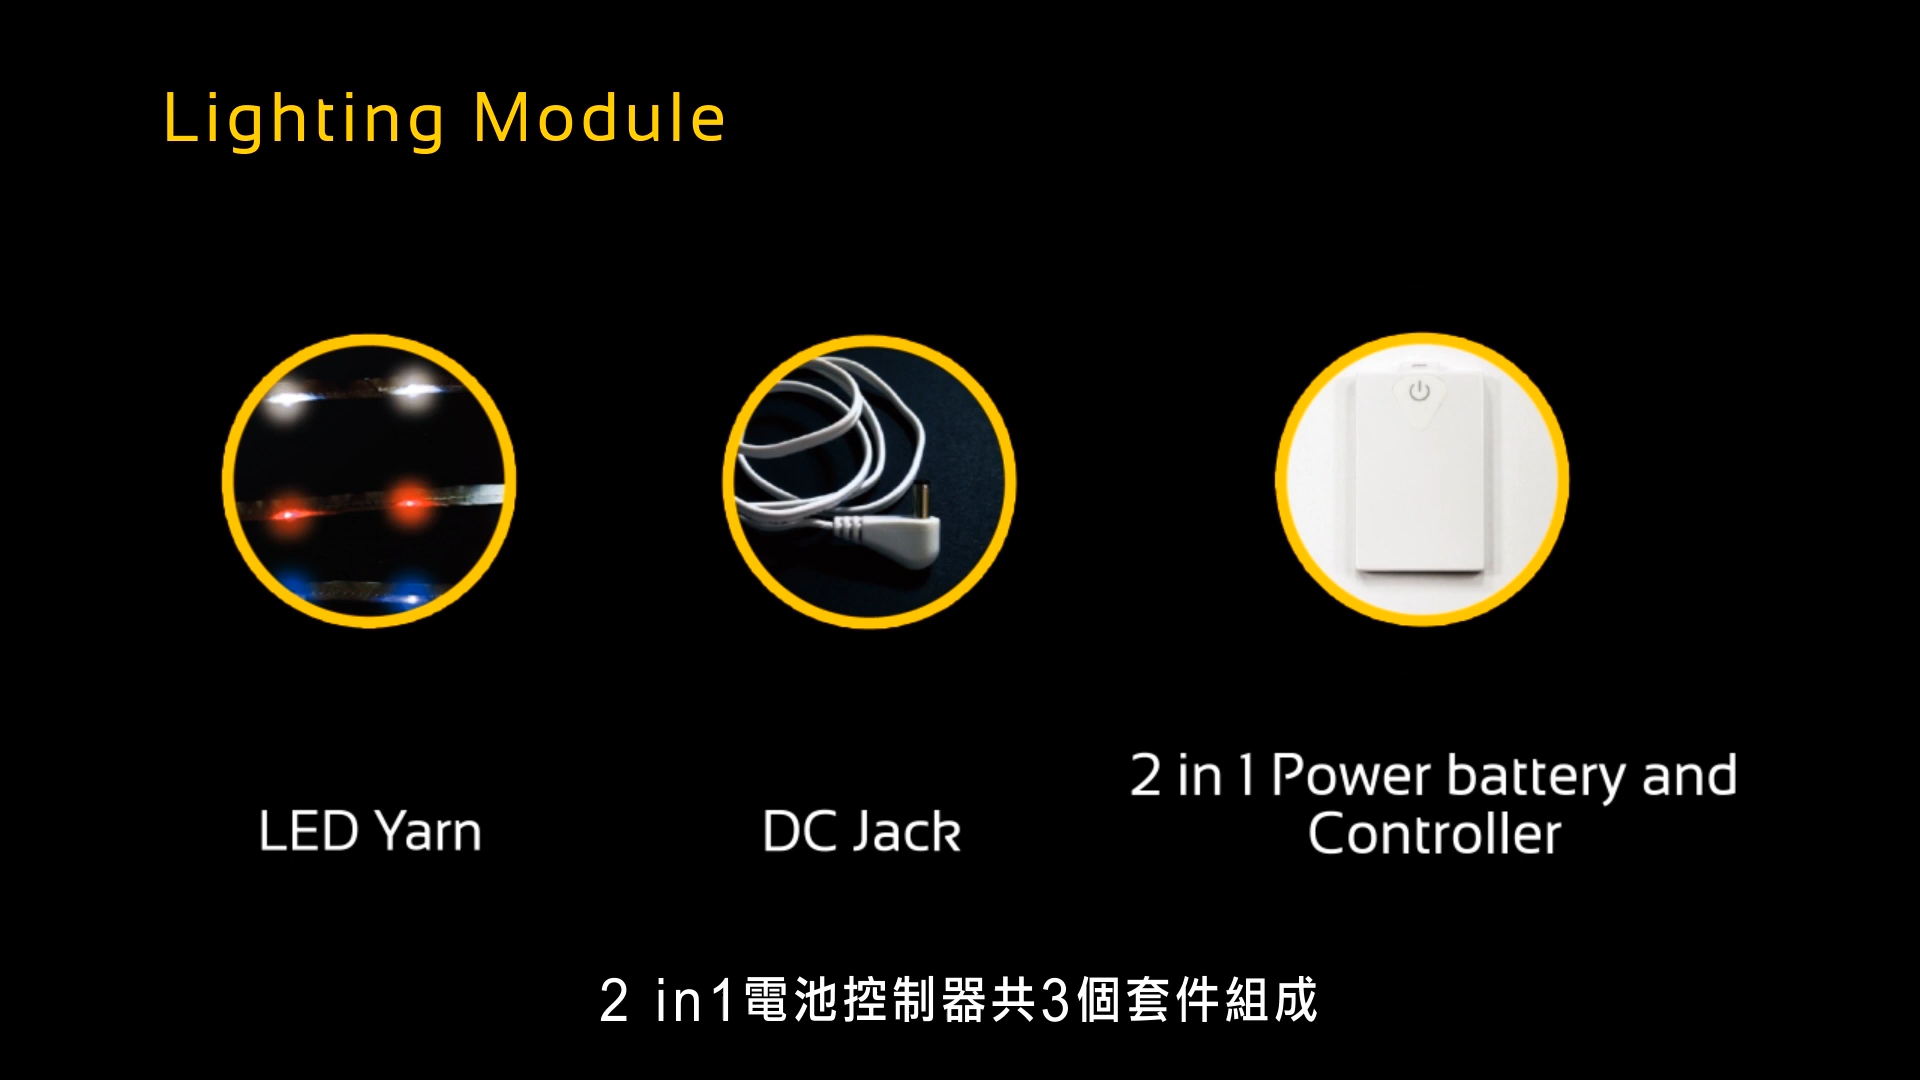 Lighting Module
LED Yarn
DC Jack
2 in 1 Power battery and
Controller
2 in1電池控制器共3個套件組成